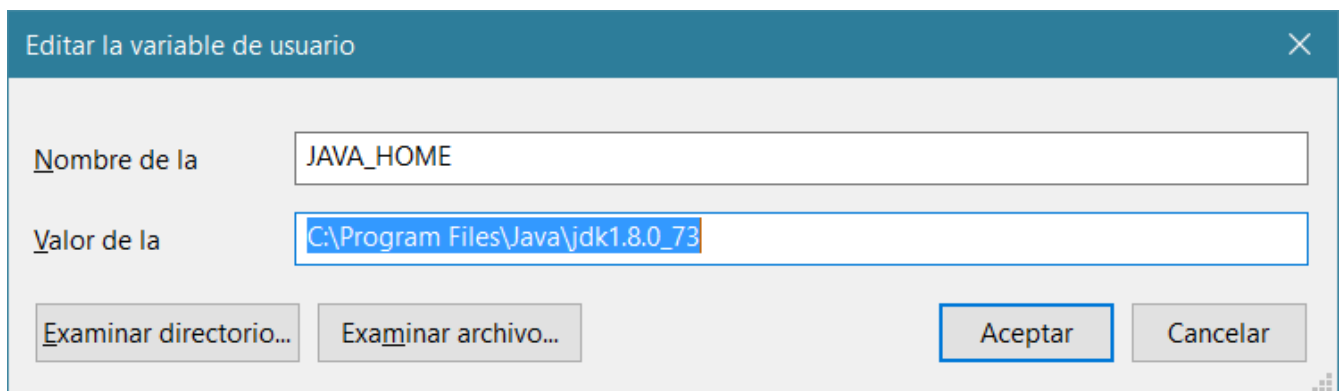 Editar la variable de usuario
Nombre de la JAVA_HOME
Valor de la C:\Program Files\Java\jdk1.8.0_73
Examinar directorio... Examinar archivo... Aceptar Cancelar